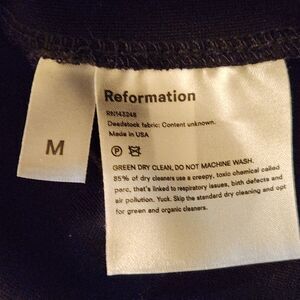 Reformation
RN143248
Deadstock fabric: Content unknown.
Made in USA
P
GREEN DRY CLEAN, DO NOT MACHINE WASH.
85% of dry cleaners use a creepy, toxic chemical called
perc, that's linked to respiratory issues, birth defects and
air pollution. Yuck. Skip the standard dry cleaning and opt
for green and organic cleaners.
M